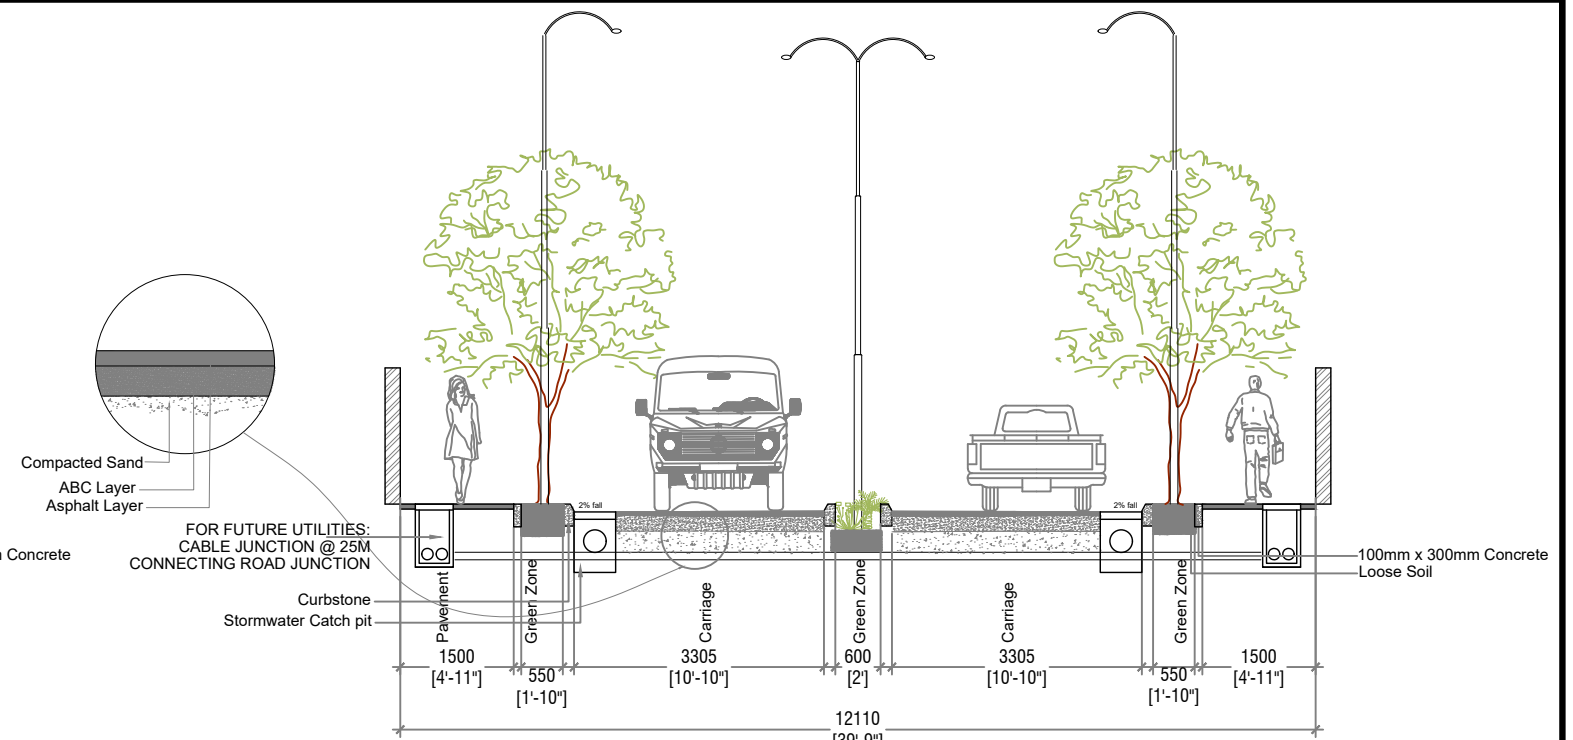 Compacted Sand
ABC Layer
Asphalt Layer
FOR FUTURE UTILITIES:
CABLE JUNCTION @ 25M
CONNECTING ROAD JUNCTION
Concrete
Curbstone
Stormwater Catch pit
2% fall
2% fall
100mm x 300mm Concrete
Loose Soil
Pavement
Green Zone
Carriage
Green Zone
Carriage
Green Zone
1500
[4'-11"]
550
[1'-10"]
3305
[10'-10"]
600
[2']
3305
[10'-10"]
550
[1'-10"]
1500
[4'-11"]
12110
[39'-9"]